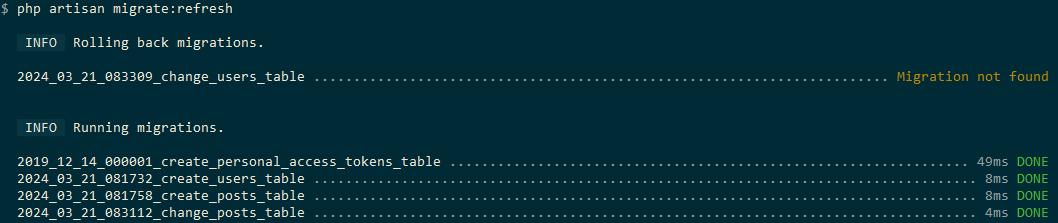 $ php artisan migrate:refresh
INFO Rolling back migrations.
2024_03_21_083309_change_users_table ........................................................................ Migration not found
INFO Running migrations.
2019_12_14_000001_create_personal_access_tokens_table ................................................................. 49ms DONE
2024_03_21_081732_create_users_table ................................................................................... 8ms DONE
2024_03_21_081758_create_posts_table ................................................................................... 8ms DONE
2024_03_21_083112_change_posts_table ................................................................................... 4ms DONE